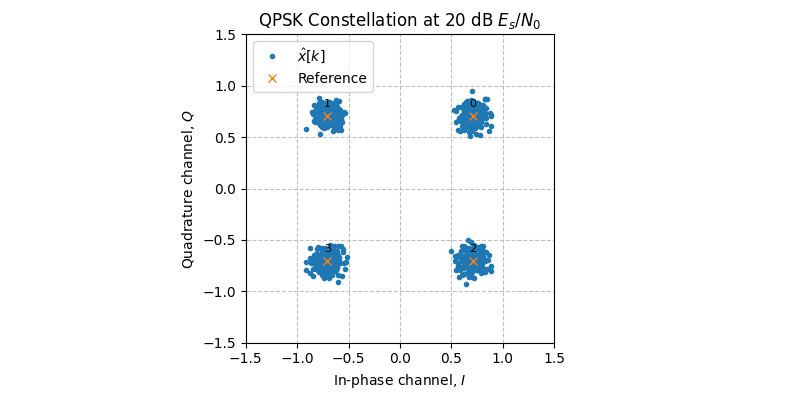 QPSK Constellation at 20 dB $E_s/N_0$
1.5
1.0
0.5
0.0
−0.5
−1.0
−1.5
Quadrature channel, Q
x̂[k]
Reference
1
0
3
2
−1.5 −1.0 −0.5 0.0 0.5 1.0 1.5
In-phase channel, I